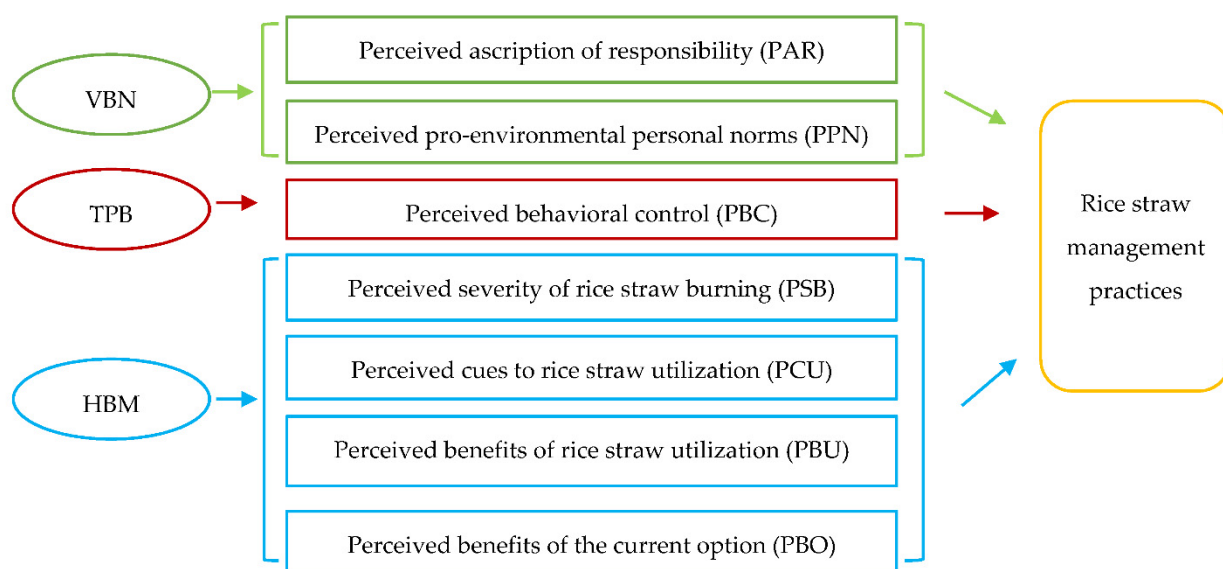 VBN
Perceived ascription of responsibility (PAR)
Perceived pro-environmental personal norms (PPN)
TPB
Perceived behavioral control (PBC)
HBM
Perceived severity of rice straw burning (PSB)
Perceived cues to rice straw utilization (PCU)
Perceived benefits of rice straw utilization (PBU)
Perceived benefits of the current option (PBO)
Rice straw
management
practices